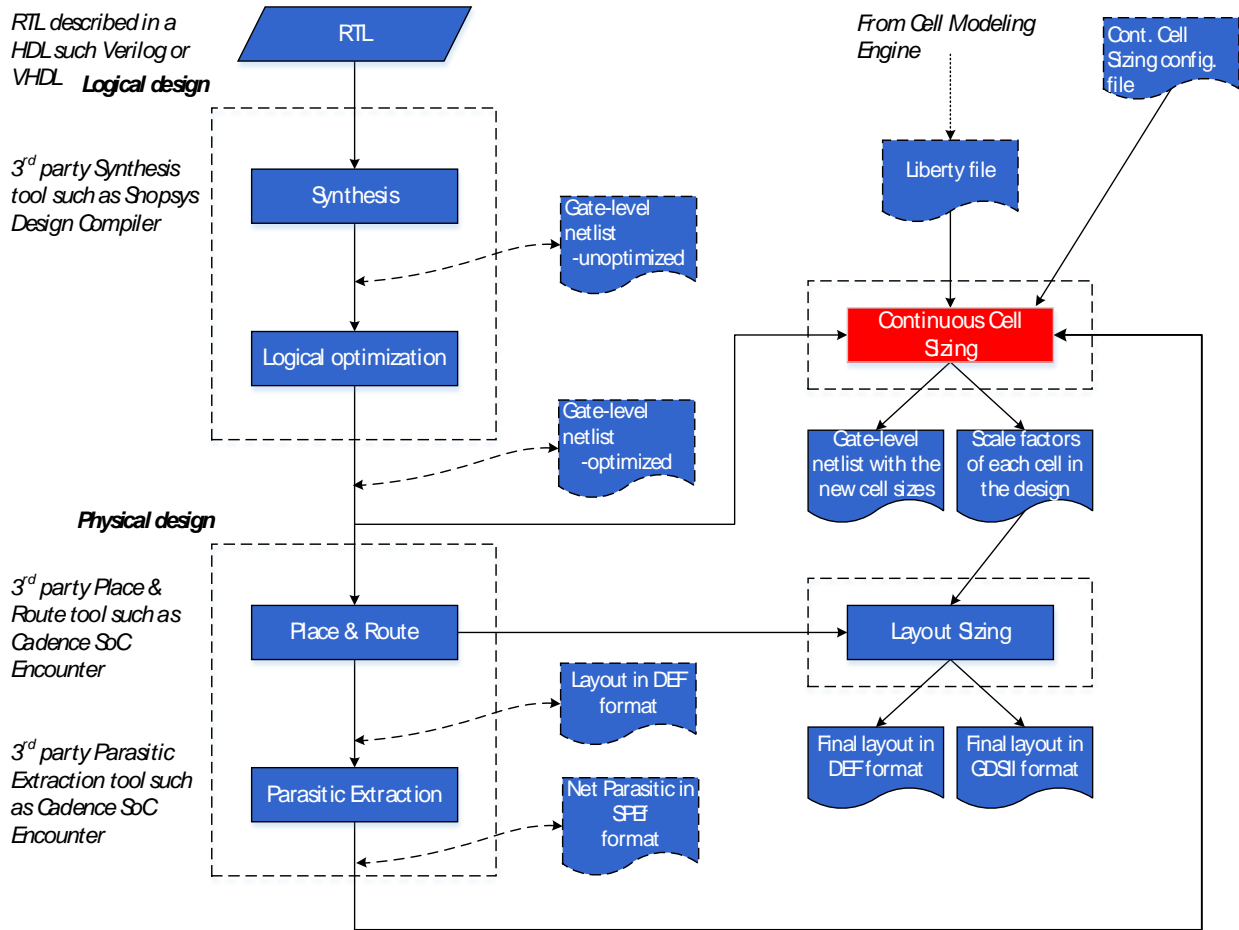 RTL described in a
HDL such Verilog or
VHDL
Logical design
RTL
From Cell Modeling
Engine
Cont. Cell
Sizing config.
file
3rd party Synthesis
tool such as Snopsys
Design Compiler
Synthesis
Gate-level
netlist
-unoptimized
Liberty file
Logical optimization
Continuous Cell
Sizing
Gate-level
netlist
-optimized
Gate-level
netlist with the
new cell sizes
Scale factors
of each cell in
the design
Physical design
3rd party Place &
Route tool such as
Cadence SoC
Encounter
Place & Route
Layout Sizing
Layout in DEF
format
3rd party Parasitic
Extraction tool such
as Cadence SoC
Encounter
Parasitic Extraction
Net Parasitic in
SPEf
format
Final layout in
DEF format
Final layout in
GDSII format